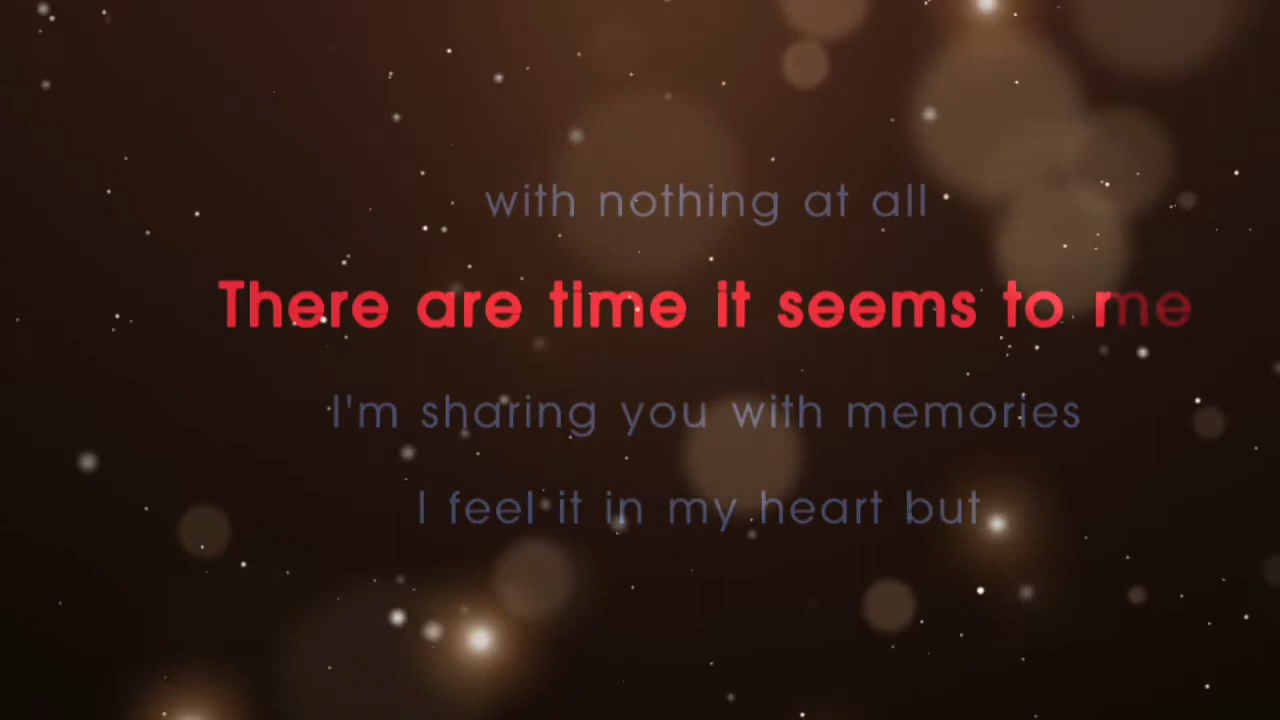 with nothing at all
There are time it seems to me
I'm sharing you with memories
I feel it in my heart but